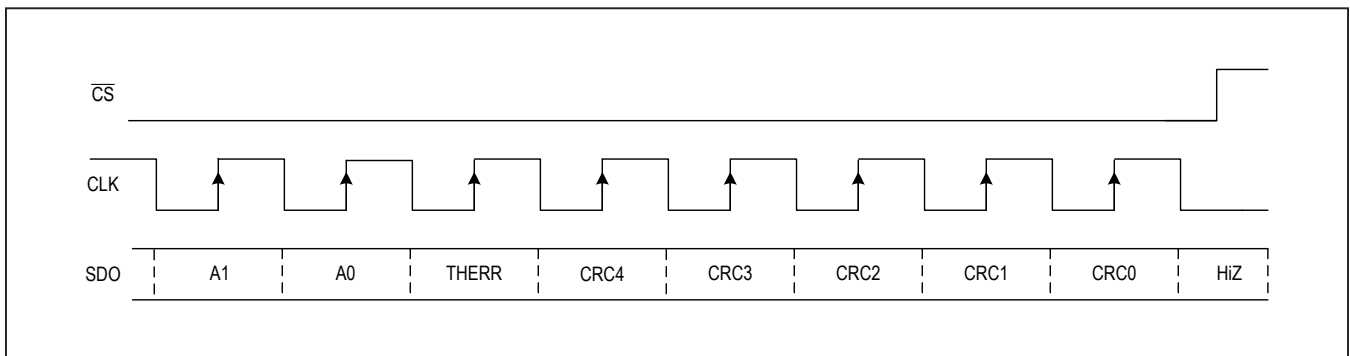 CS
CLK
SDO A1 A0 THERR CRC4 CRC3 CRC2 CRC1 CRC0 HiZ